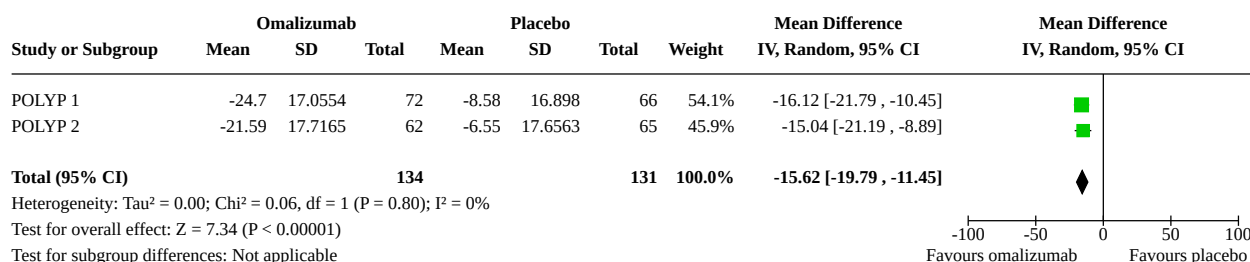 Omalizumab Placebo Mean Difference Mean Difference
Study or Subgroup Mean SD Total Mean SD Total Weight IV, Random, 95% CI IV, Random, 95% CI
POLYP 1 -24.7 17.0554 72 -8.58 16.898 66 54.1% -16.12 [-21.79 , -10.45]
POLYP 2 -21.59 17.7165 62 -6.55 17.6563 65 45.9% -15.04 [-21.19 , -8.89]
Total (95% CI) 134 131 100.0% -15.62 [-19.79 , -11.45]
Heterogeneity: Tau² = 0.00; Chi² = 0.06, df = 1 (P = 0.80); I² = 0%
Test for overall effect: Z = 7.34 (P < 0.00001)
-100 -50 0 50 100
Test for subgroup differences: Not applicable
Favours omalizumab Favours placebo